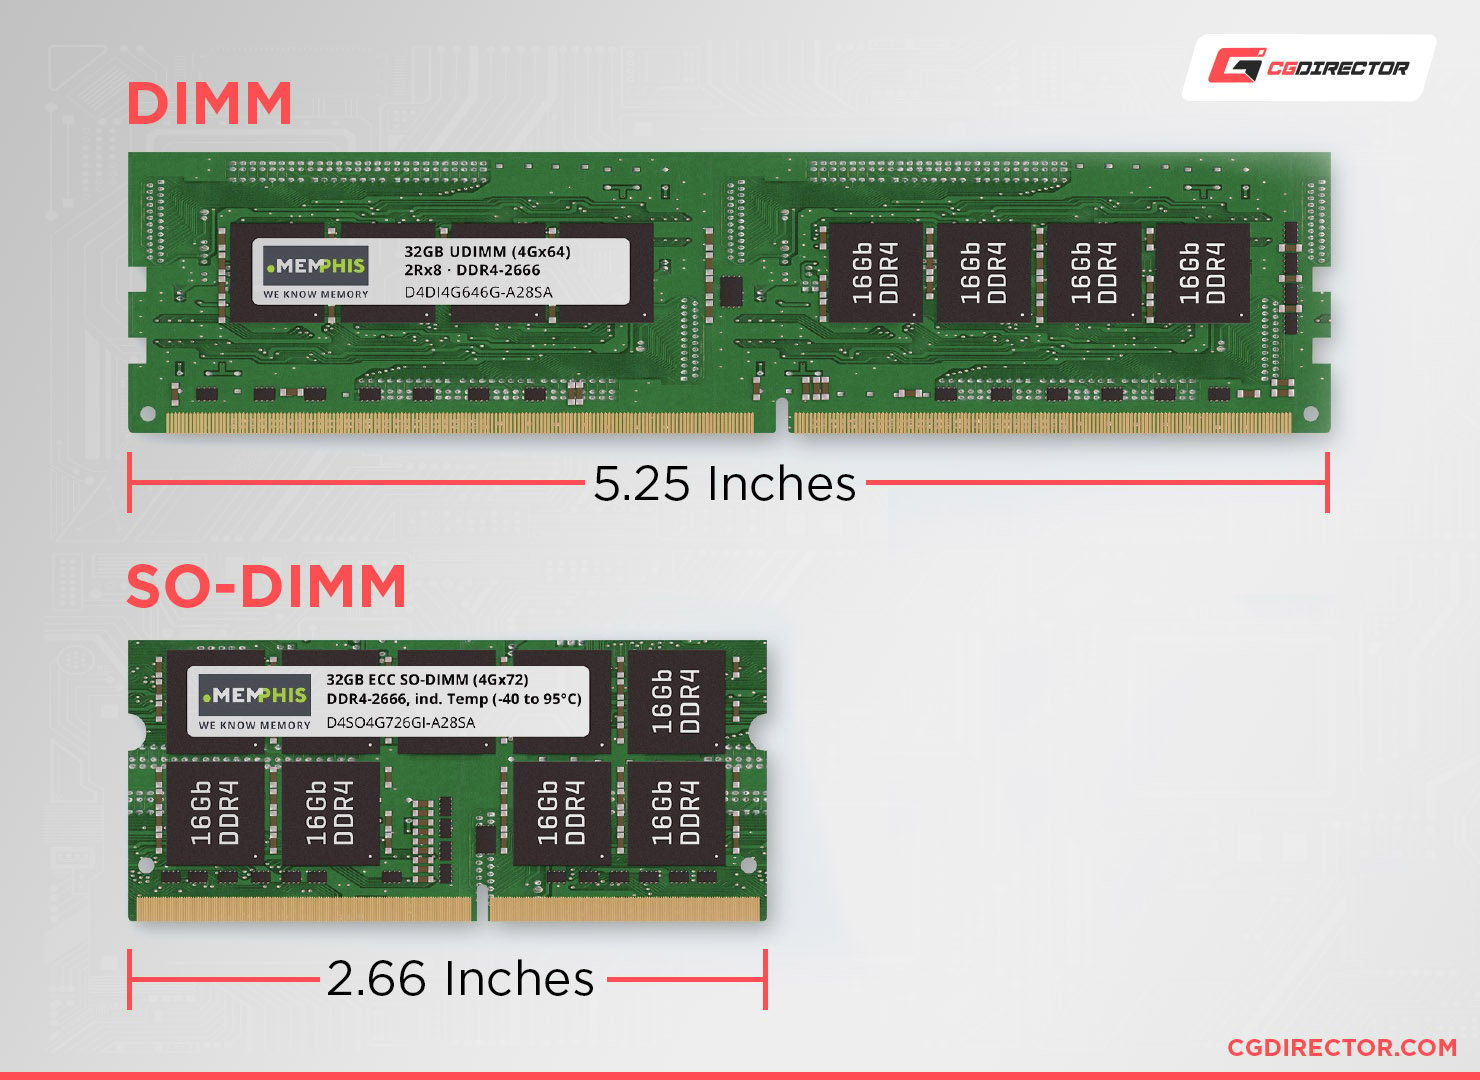 CGDIRECTOR
DIMM
.MEMPHIS
WE KNOW MEMORY
32GB UDIMM (4Gx64)
2Rx8 · DDR4-2666
D4DI4G646G-A28SA
16Gb
DDR4
16Gb
DDR4
16Gb
DDR4
16Gb
DDR4
5.25 Inches
SO-DIMM
.MEMPHIS
WE KNOW MEMORY
32GB ECC SO-DIMM (4Gx72)
DDR4-2666, ind. Temp (-40 to 95°C)
D4SO4G726GI-A28SA
16Gb
DDR4
16Gb
DDR4
16Gb
DDR4
16Gb
DDR4
16Gb
DDR4
2.66 Inches
CGDIRECTOR.COM